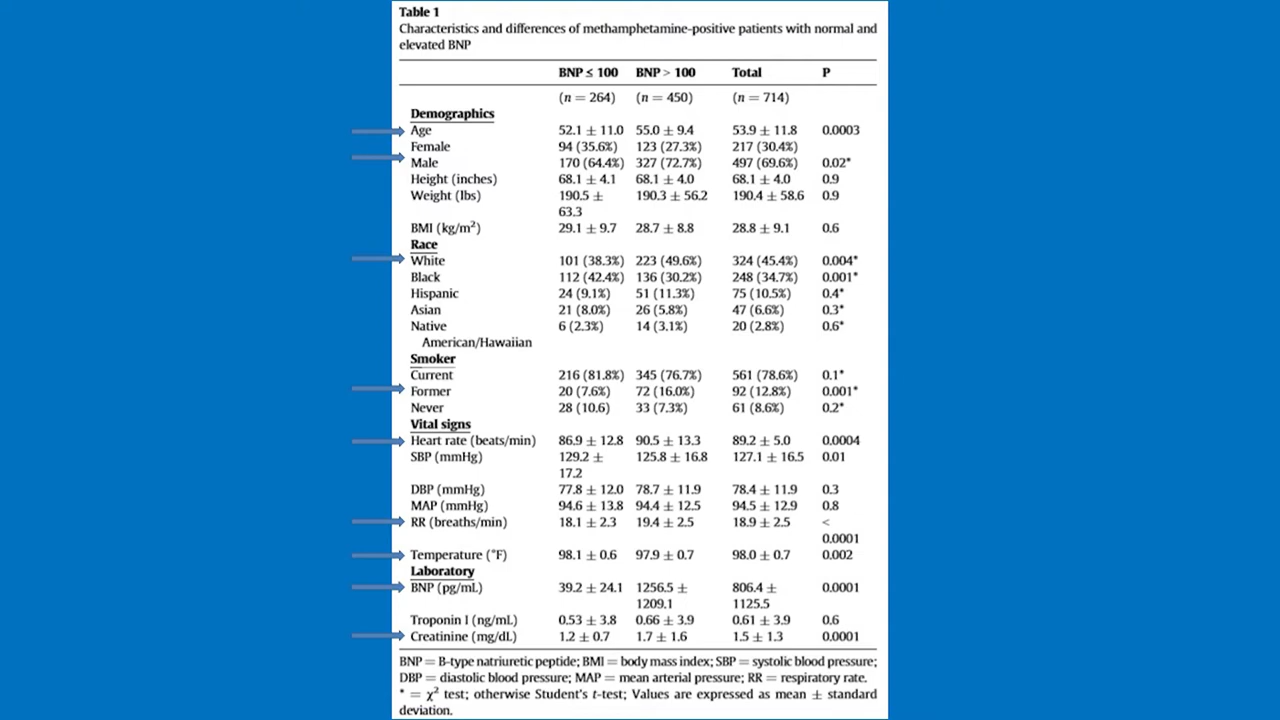 Table 1
Characteristics and differences of methamphetamine-positive patients with normal and
elevated BNP
BNP ≤ 100 BNP > 100 Total P
(n = 264) (n = 450) (n = 714)
Demographics
Age 52.1 ± 11.0 55.0 ± 9.4 53.9 ± 11.8 0.0003
Female 94 (35.6%) 123 (27.3%) 217 (30.4%)
Male 170 (64.4%) 327 (72.7%) 497 (69.6%) 0.02*
Height (inches) 68.1 ± 4.1 68.1 ± 4.0 68.1 ± 4.0 0.9
Weight (lbs) 190.5 ± 190.3 ± 56.2 190.4 ± 58.6 0.9
63.3
BMI (kg/m²) 29.1 ± 9.7 28.7 ± 8.8 28.8 ± 9.1 0.6
Race
White 101 (38.3%) 223 (49.6%) 324 (45.4%) 0.004*
Black 112 (42.4%) 136 (30.2%) 248 (34.7%) 0.001*
Hispanic 24 (9.1%) 51 (11.3%) 75 (10.5%) 0.4*
Asian 21 (8.0%) 26 (5.8%) 47 (6.6%) 0.3*
Native 6 (2.3%) 14 (3.1%) 20 (2.8%) 0.6*
American/Hawaiian
Smoker
Current 216 (81.8%) 345 (76.7%) 561 (78.6%) 0.1*
Former 20 (7.6%) 72 (16.0%) 92 (12.8%) 0.001*
Never 28 (10.6) 33 (7.3%) 61 (8.6%) 0.2*
Vital signs
Heart rate (beats/min) 86.9 ± 12.8 90.5 ± 13.3 89.2 ± 5.0 0.0004
SBP (mmHg) 129.2 ± 125.8 ± 16.8 127.1 ± 16.5 0.01
17.2
DBP (mmHg) 77.8 ± 12.0 78.7 ± 11.9 78.4 ± 11.9 0.3
MAP (mmHg) 94.6 ± 13.8 94.4 ± 12.5 94.5 ± 12.9 0.8
RR (breaths/min) 18.1 ± 2.3 19.4 ± 2.5 18.9 ± 2.5 <
0.0001
Temperature (°F) 98.1 ± 0.6 97.9 ± 0.7 98.0 ± 0.7 0.002
Laboratory
BNP (pg/mL) 39.2 ± 24.1 1256.5 ± 806.4 ± 0.0001
1209.1 1125.5
Troponin I (ng/mL) 0.53 ± 3.8 0.66 ± 3.9 0.61 ± 3.9 0.6
Creatinine (mg/dL) 1.2 ± 0.7 1.7 ± 1.6 1.5 ± 1.3 0.0001
BNP = B-type natriuretic peptide; BMI = body mass index; SBP = systolic blood pressure;
DBP = diastolic blood pressure; MAP = mean arterial pressure; RR = respiratory rate.
* = χ² test; otherwise Student's t-test; Values are expressed as mean ± standard
deviation.